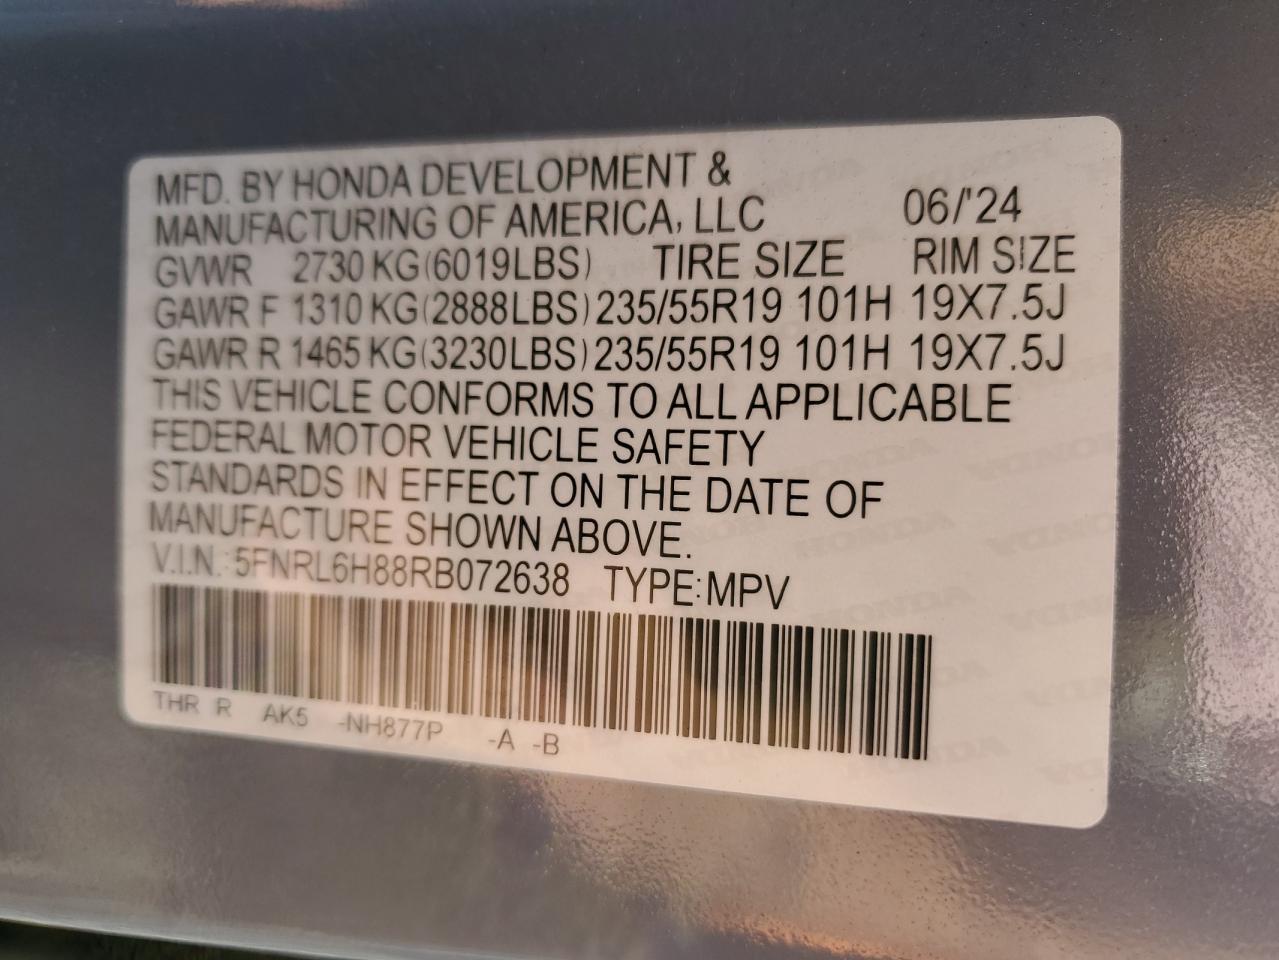 MFD. BY HONDA DEVELOPMENT &
MANUFACTURING OF AMERICA, LLC 06/'24
GVWR 2730 KG(6019LBS) TIRE SIZE RIM SIZE
GAWR F 1310 KG(2888LBS) 235/55R19 101H 19X7.5J
GAWR R 1465 KG(3230LBS) 235/55R19 101H 19X7.5J
THIS VEHICLE CONFORMS TO ALL APPLICABLE
FEDERAL MOTOR VEHICLE SAFETY
STANDARDS IN EFFECT ON THE DATE OF
MANUFACTURE SHOWN ABOVE.
V.I.N.: 5FNRL6H88RB072638 TYPE:MPV
THR R AK5 -NH877P -A -B